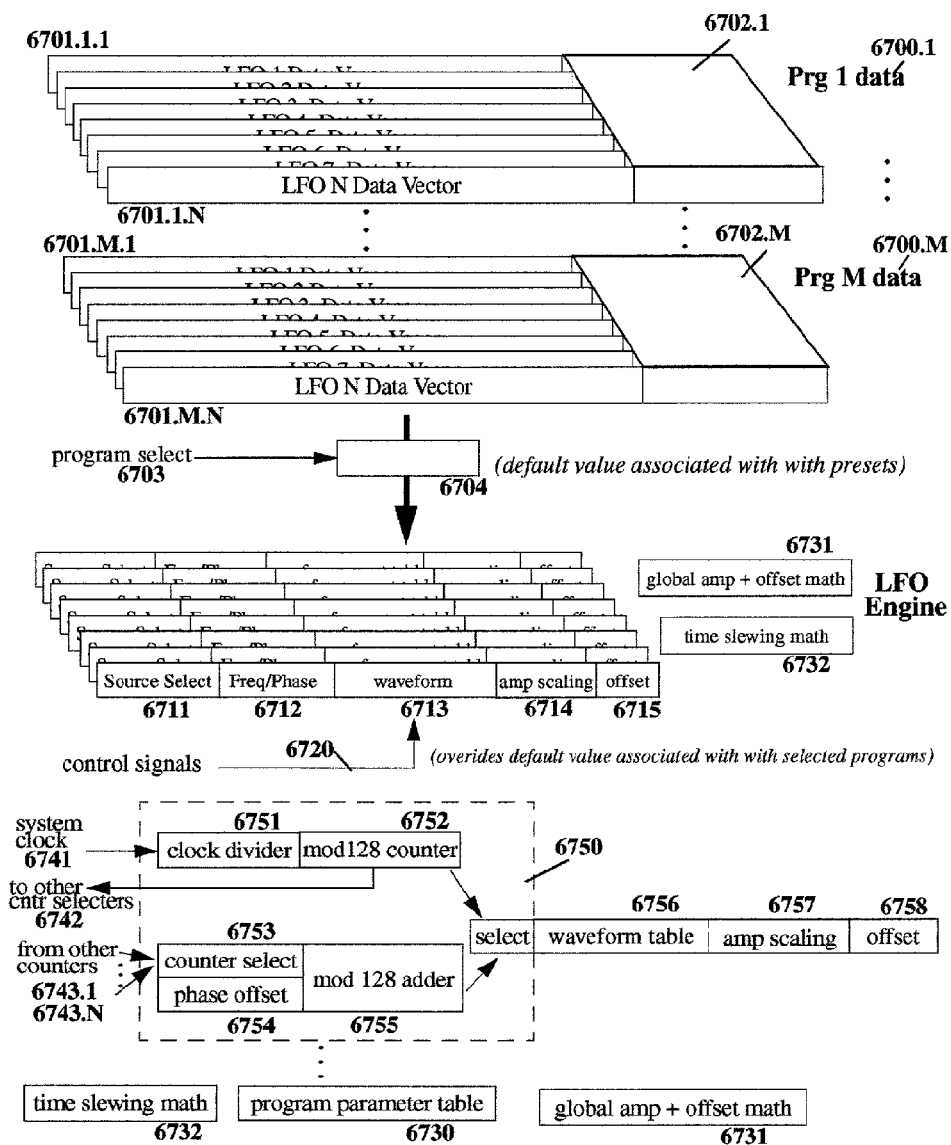 6701.1.1
6702.1
6700.1
Prg 1 data
LFO N Data Vector
6701.1.N
6701.M.1
6702.M
6700.M
Prg M data
LFO N Data Vector
6701.M.N
program select
6703
6704
(default value associated with with presets)
6731
global amp + offset math
LFO
Engine
time slewing math
6732
Source Select
Freq/Phase
waveform
amp scaling
offset
6711
6712
6713
6714
6715
6720
control signals
(overides default value associated with with selected programs)
system
clock
6741
6751
6752
clock divider
mod128 counter
6750
to other
cntr selecters
6742
6753
6756
6757
6758
select
waveform table
amp scaling
offset
from other
counters
6743.1
6743.N
counter select
phase offset
mod 128 adder
6754
6755
time slewing math
6732
program parameter table
6730
global amp + offset math
6731